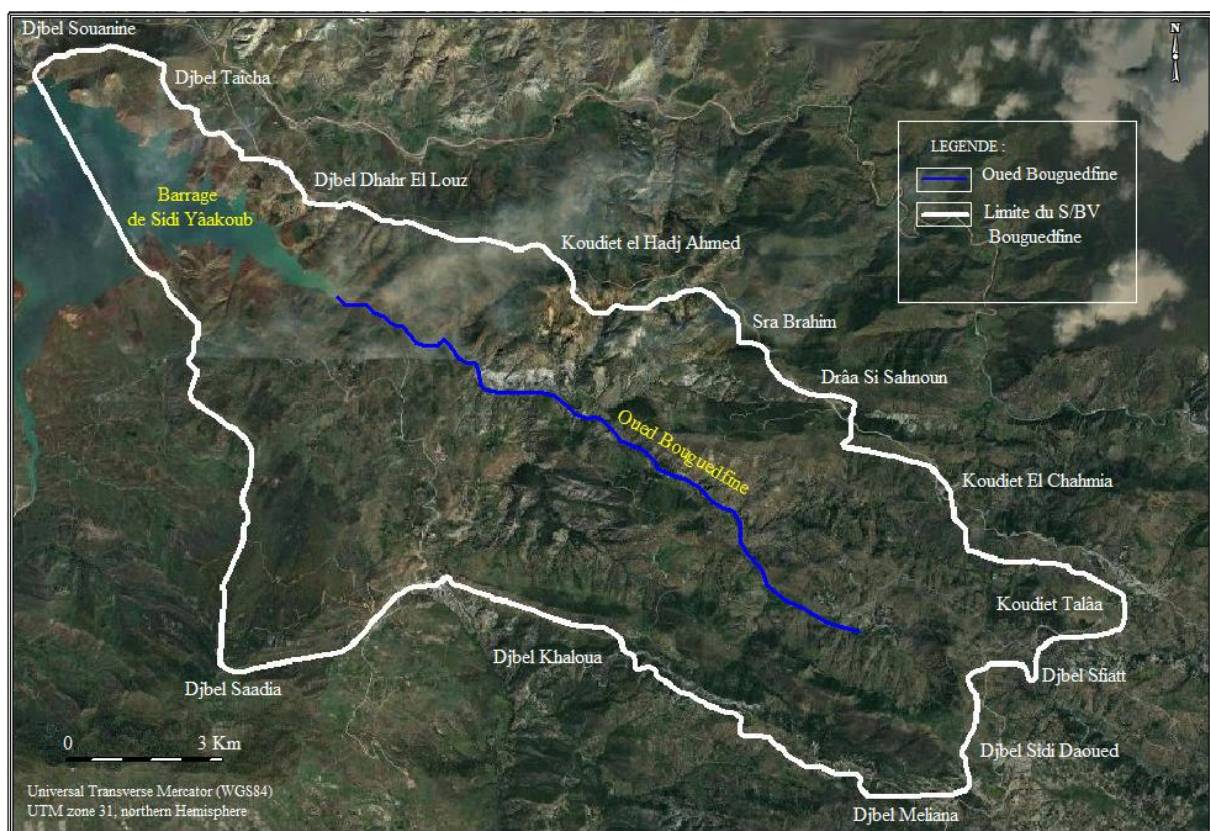 Djbel Souanine
N
Djbel Taicha
LEGENDE :
Oued Bouguedfine
Limite du S/BV
Bouguedfine
Djbel Dhahr El Louz
Barrage
de Sidi Yâakoub
Koudiet el Hadj Ahmed
Sra Brahim
Drâa Si Sahnoun
Oued Bouguedfine
Koudiet El Chahmia
Koudiet Talâa
Djbel Khaloua
Djbel Sfiatt
Djbel Saadia
Djbel Sidi Daoued
0 3 Km
Universal Transverse Mercator (WGS84)
UTM zone 31, northern Hemisphere
Djbel Meliana